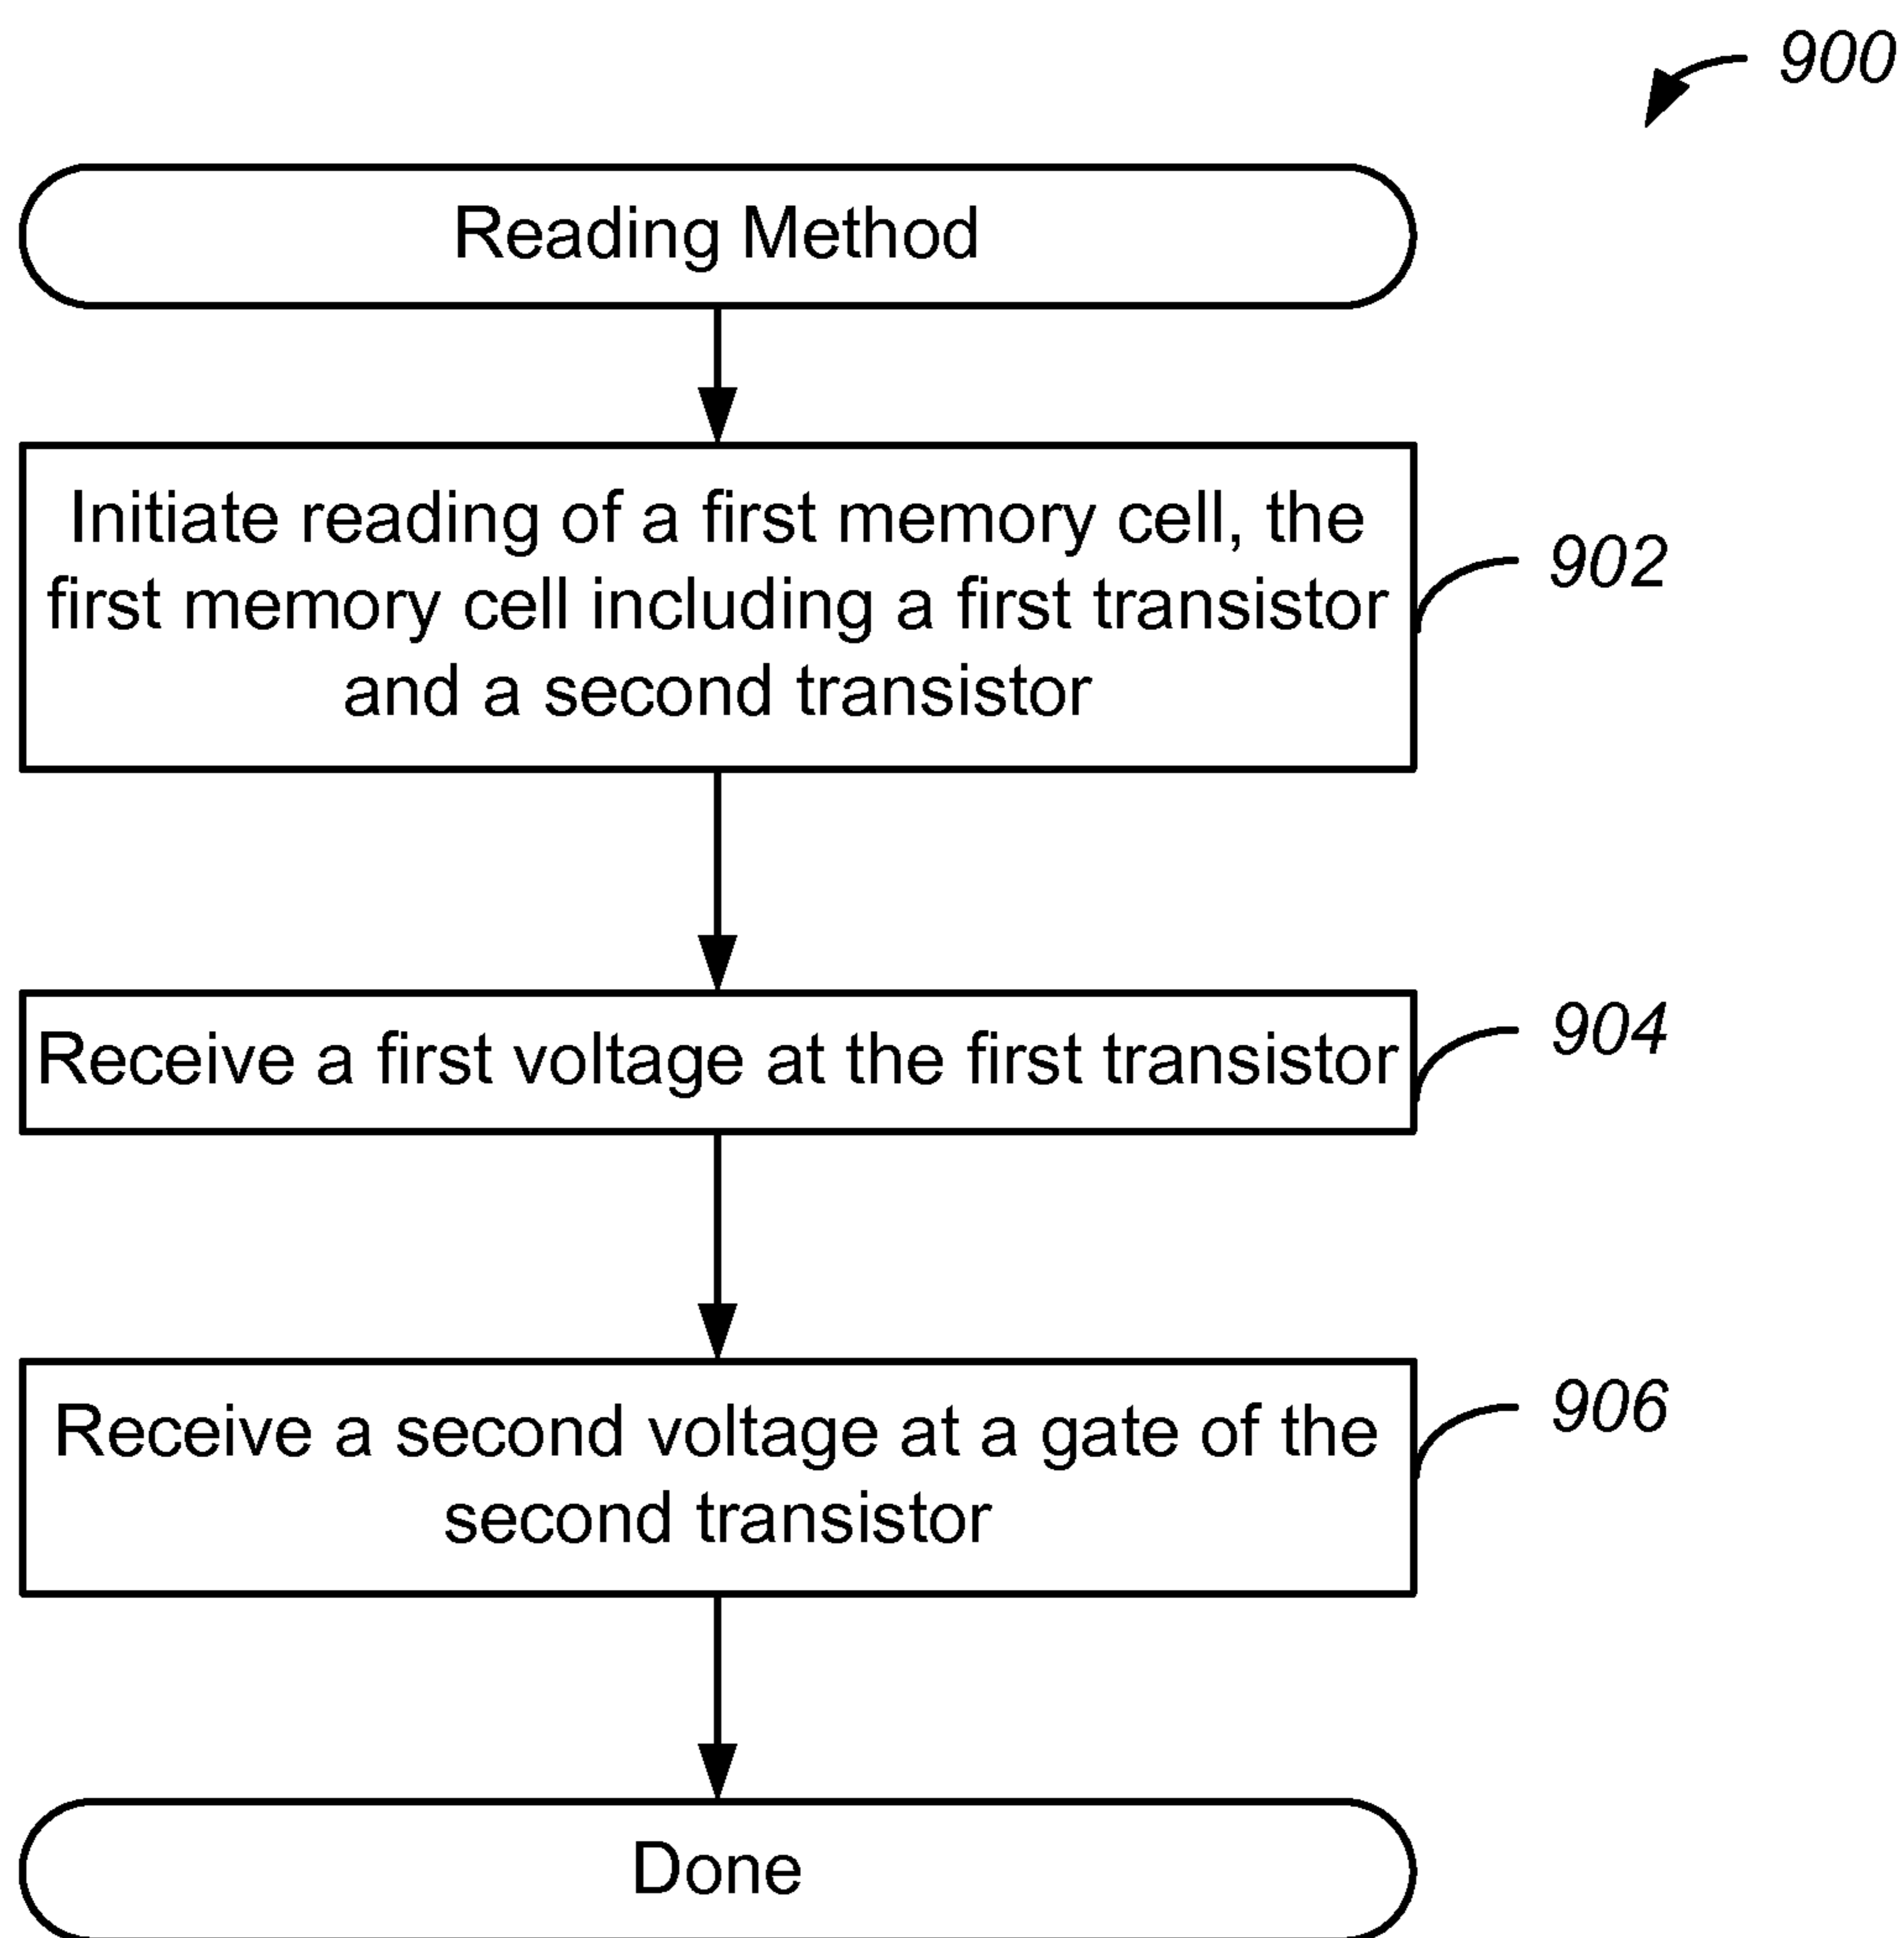 900
Reading Method
Initiate reading of a first memory cell, the
first memory cell including a first transistor
and a second transistor
902
Receive a first voltage at the first transistor
904
Receive a second voltage at a gate of the
second transistor
906
Done